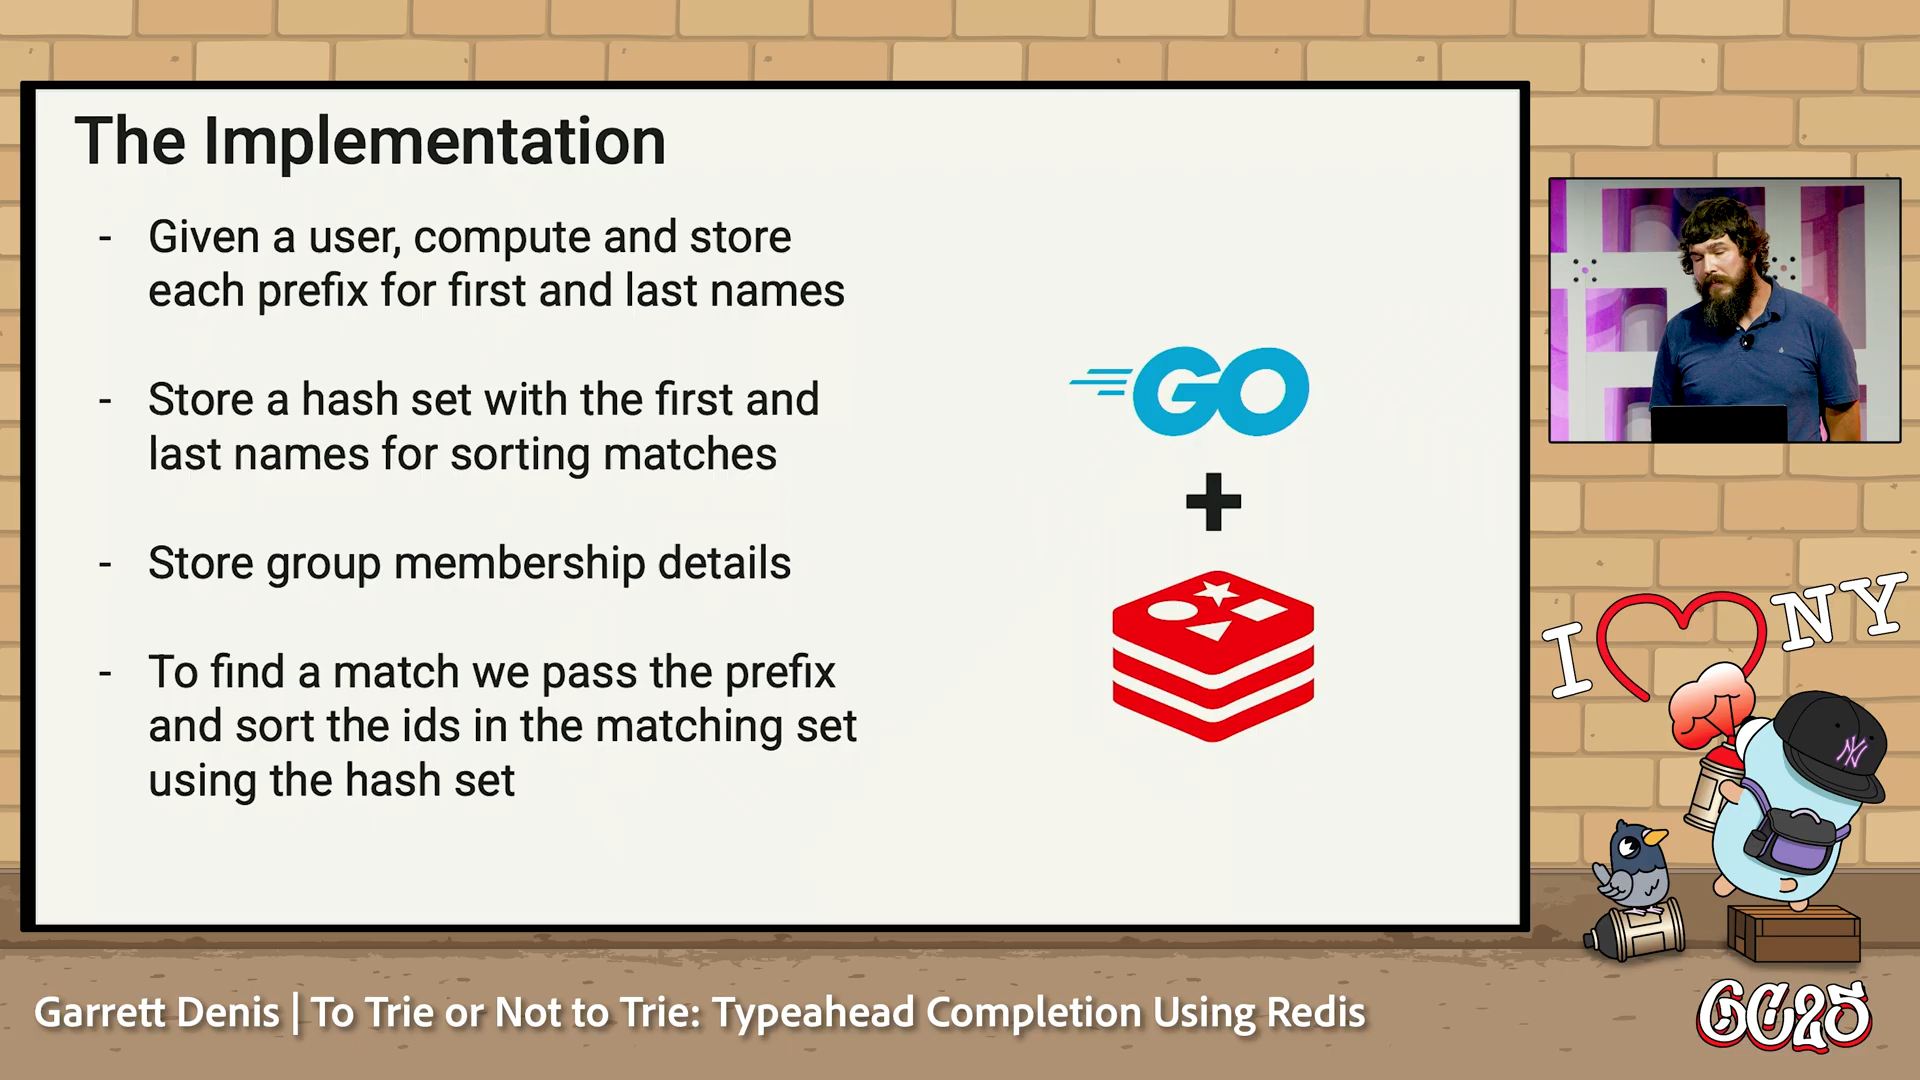 The Implementation
- Given a user, compute and store
each prefix for first and last names
- Store a hash set with the first and
last names for sorting matches
- Store group membership details
- To find a match we pass the prefix
and sort the ids in the matching set
using the hash set
GO
+
I NY
NY
Garrett Denis | To Trie or Not to Trie: Typeahead Completion Using Redis
GC25